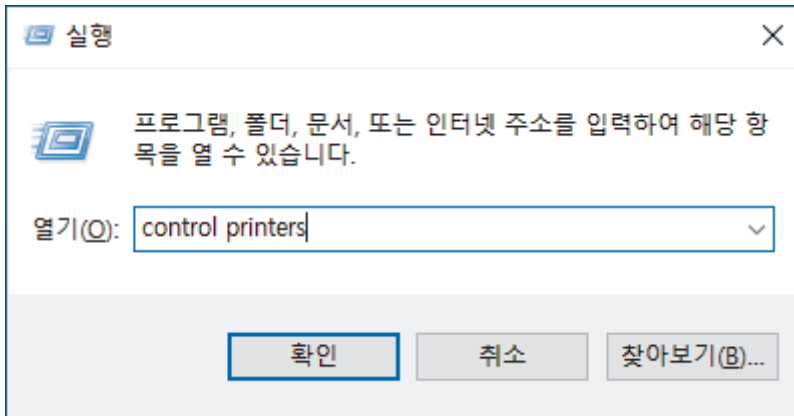 실행
프로그램, 폴더, 문서, 또는 인터넷 주소를 입력하여 해당 항
목을 열 수 있습니다.
열기(O): control printers
확인 취소 찾아보기(B)...